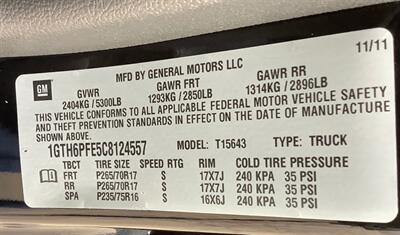 MFD BY GENERAL MOTORS LLC 11/11
GM
GVWR GAWR FRT GAWR RR
2404KG / 5300LB 1293KG / 2850LB 1314KG / 2896LB
THIS VEHICLE CONFORMS TO ALL APPLICABLE FEDERAL MOTOR VEHICLE SAFETY
STANDARDS IN EFFECT ON THE DATE OF MANUFACTURE
SHOWN ABOVE.
1GTH6PFE5C8124557 MODEL: T15643 TYPE: TRUCK
TBCT TIRE SIZE SPEED RTG RIM COLD TIRE PRESSURE
FRT P265/70R17 S 17X7J 240 KPA 35 PSI
RR P265/70R17 S 17X7J 240 KPA 35 PSI
SPA P235/75R16 S 16X6J 240 KPA 35 PSI